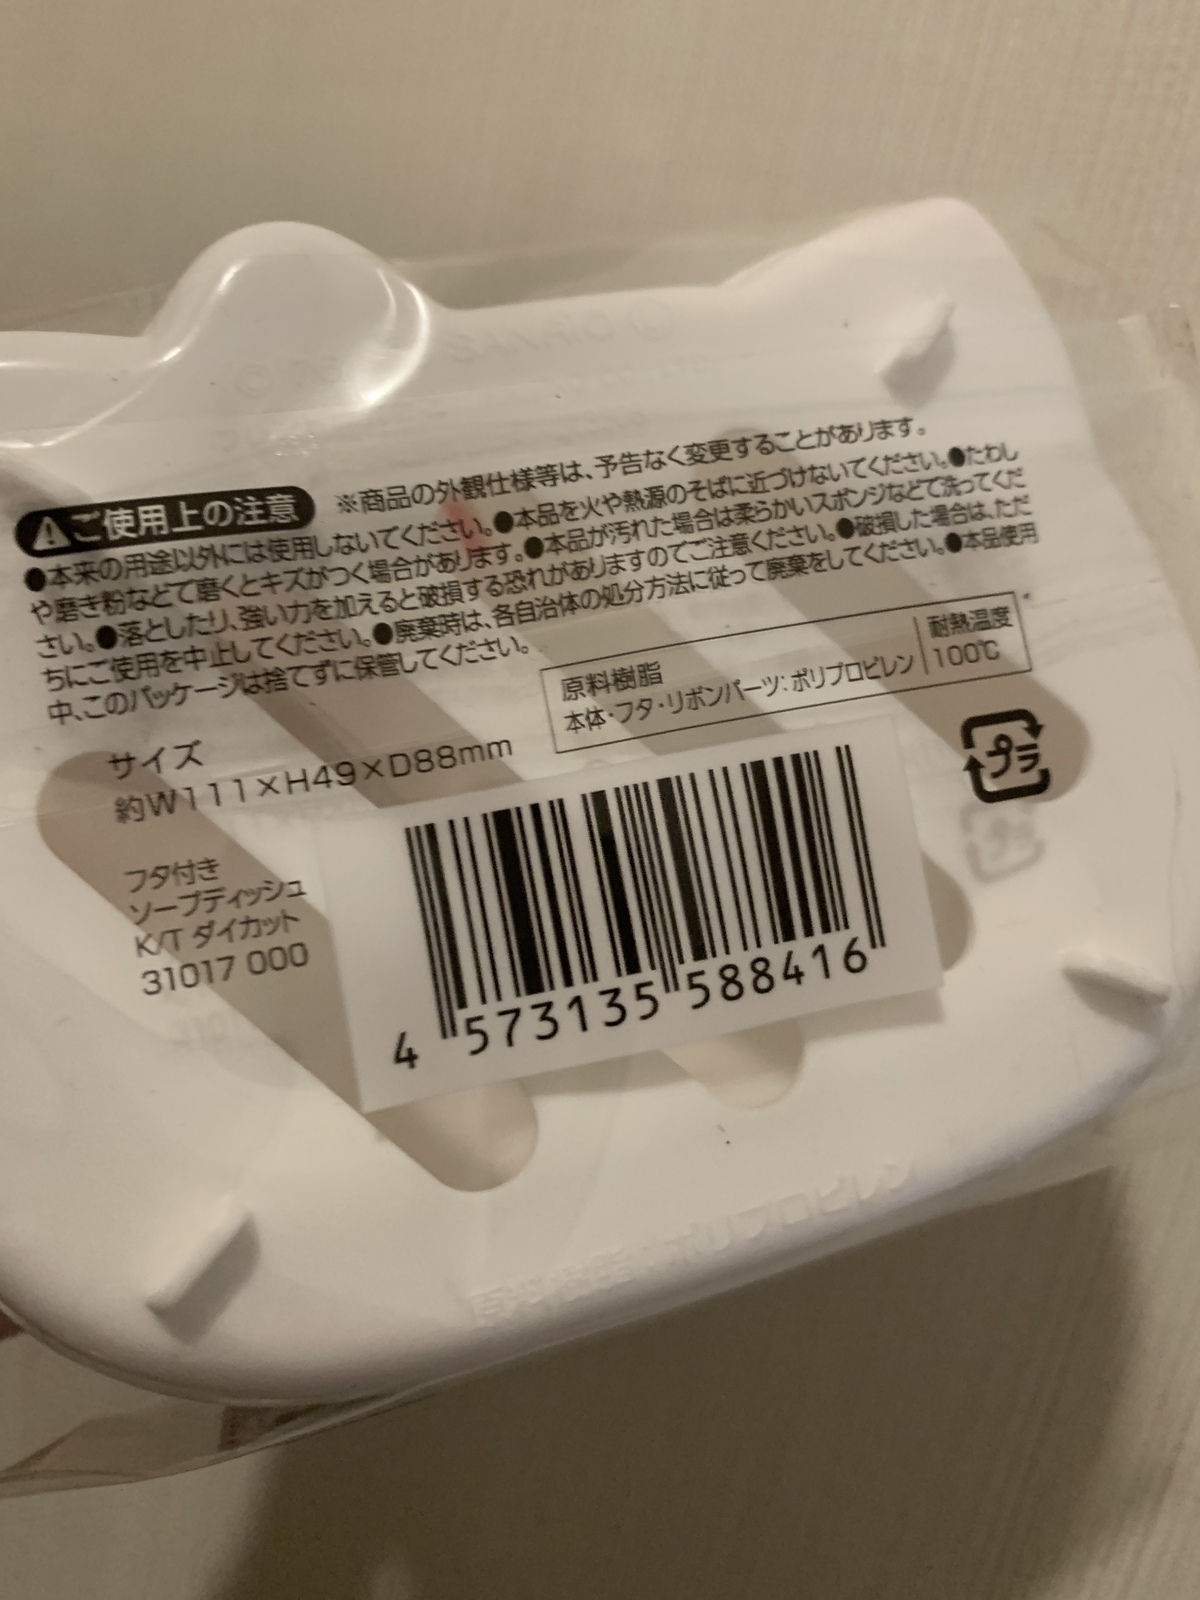 ⚠ご使用上の注意 ※商品の外観仕様等は、予告なく変更することがあります。
●本来の用途以外には使用しないでください。●本品を火や熱源のそばに近づけないでください。●たわし
や磨き粉などで磨くとキズがつく場合があります。●本品が汚れた場合は柔らかいスポンジなどで洗ってくだ
さい。●落としたり、強い力を加えると破損する恐れがありますのでご注意ください。●破損した場合は、ただ
ちにご使用を中止してください。●廃棄時は、各自治体の処分方法に従って廃棄をしてください。●本品使用
中、このパッケージは捨てずに保管してください。
原料樹脂
本体・フタ・リボンパーツ：ポリプロピレン
耐熱温度
100℃
サイズ
約W111×H49×D88mm
プラ
フタ付き
ソープディッシュ
K/T ダイカット
31017 000
4 573135 588416
原料樹脂：ポリプロピレン